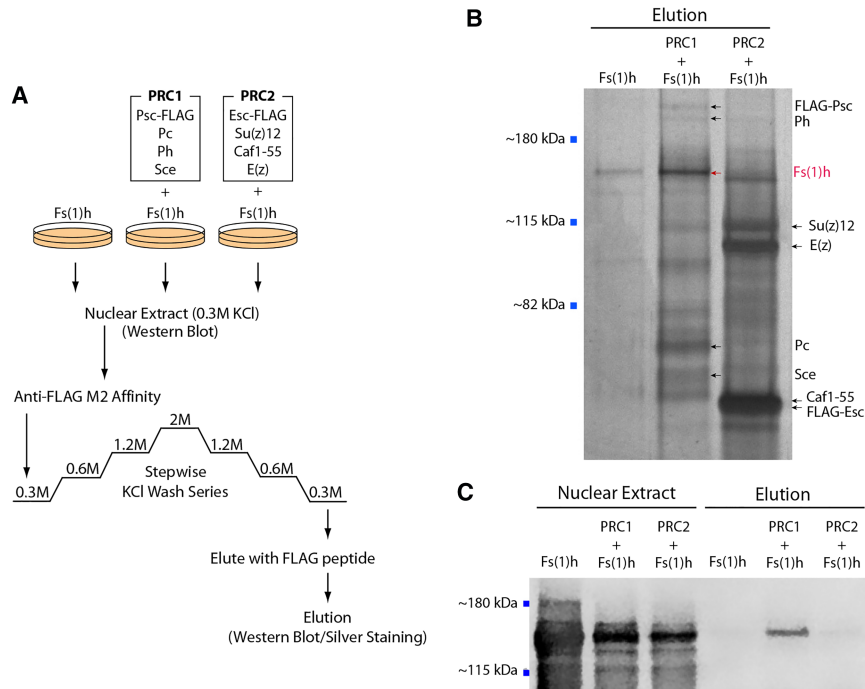 A
PRC1
Psc-FLAG
Pc
Ph
Sce
+
Fs(1)h
PRC2
Esc-FLAG
Su(z)12
Caf1-55
E(z)
+
Fs(1)h
Fs(1)h
Nuclear Extract (0.3M KCl)
(Western Blot)
Anti-FLAG M2 Affinity
0.3M
0.6M
1.2M
2M
1.2M
0.6M
0.3M
Stepwise
KCl Wash Series
Elute with FLAG peptide
Elution
(Western Blot/Silver Staining)
B
Elution
Fs(1)h
PRC1
+
Fs(1)h
PRC2
+
Fs(1)h
~180 kDa
~115 kDa
~82 kDa
FLAG-Psc
Ph
Fs(1)h
Su(z)12
E(z)
Pc
Sce
Caf1-55
FLAG-Esc
C
Nuclear Extract
Elution
Fs(1)h
PRC1
+
Fs(1)h
PRC2
+
Fs(1)h
Fs(1)h
PRC1
+
Fs(1)h
PRC2
+
Fs(1)h
~180 kDa
~115 kDa